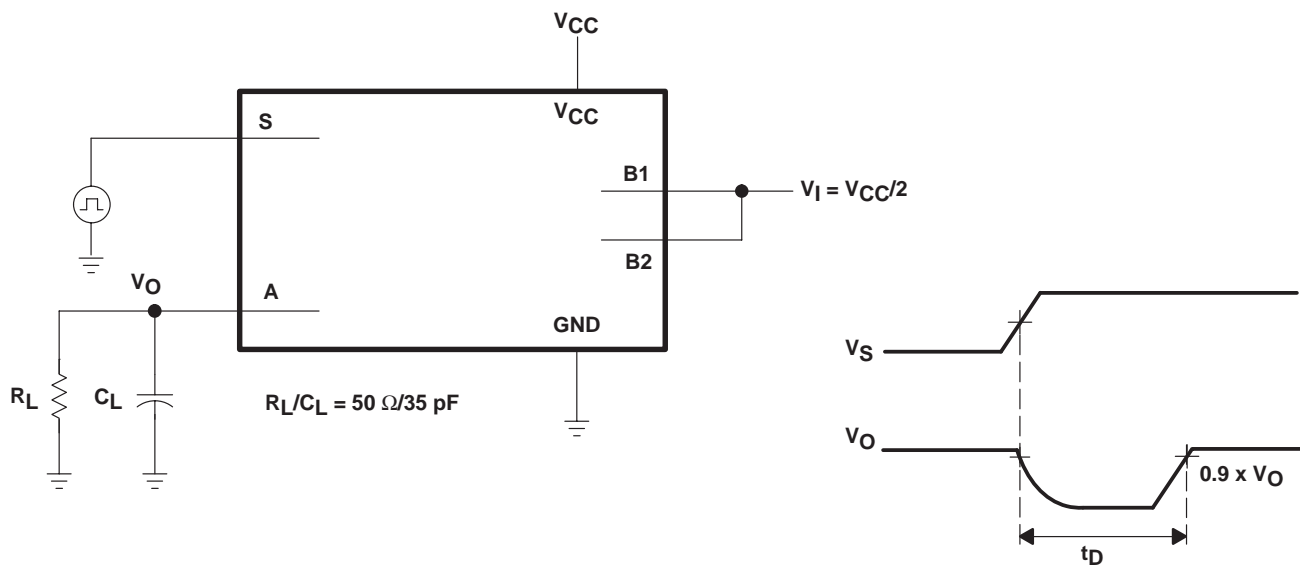 VCC
VCC
S
B1
VI = VCC/2
B2
VO
A
GND
RL
CL
RL/CL = 50 Ω/35 pF
VS
VO
0.9 x VO
tD